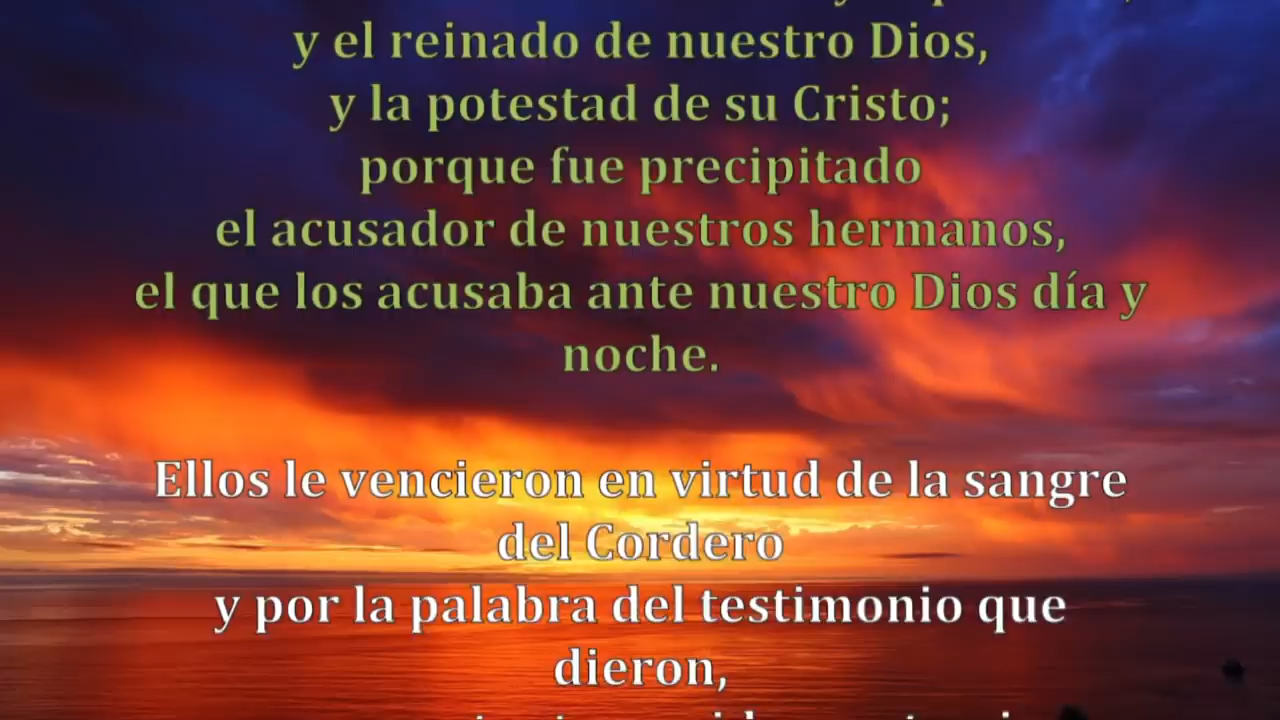 y el reinado de nuestro Dios,
y la potestad de su Cristo;
porque fue precipitado
el acusador de nuestros hermanos,
el que los acusaba ante nuestro Dios día y
noche.
Ellos le vencieron en virtud de la sangre
del Cordero
y por la palabra del testimonio que
dieron,